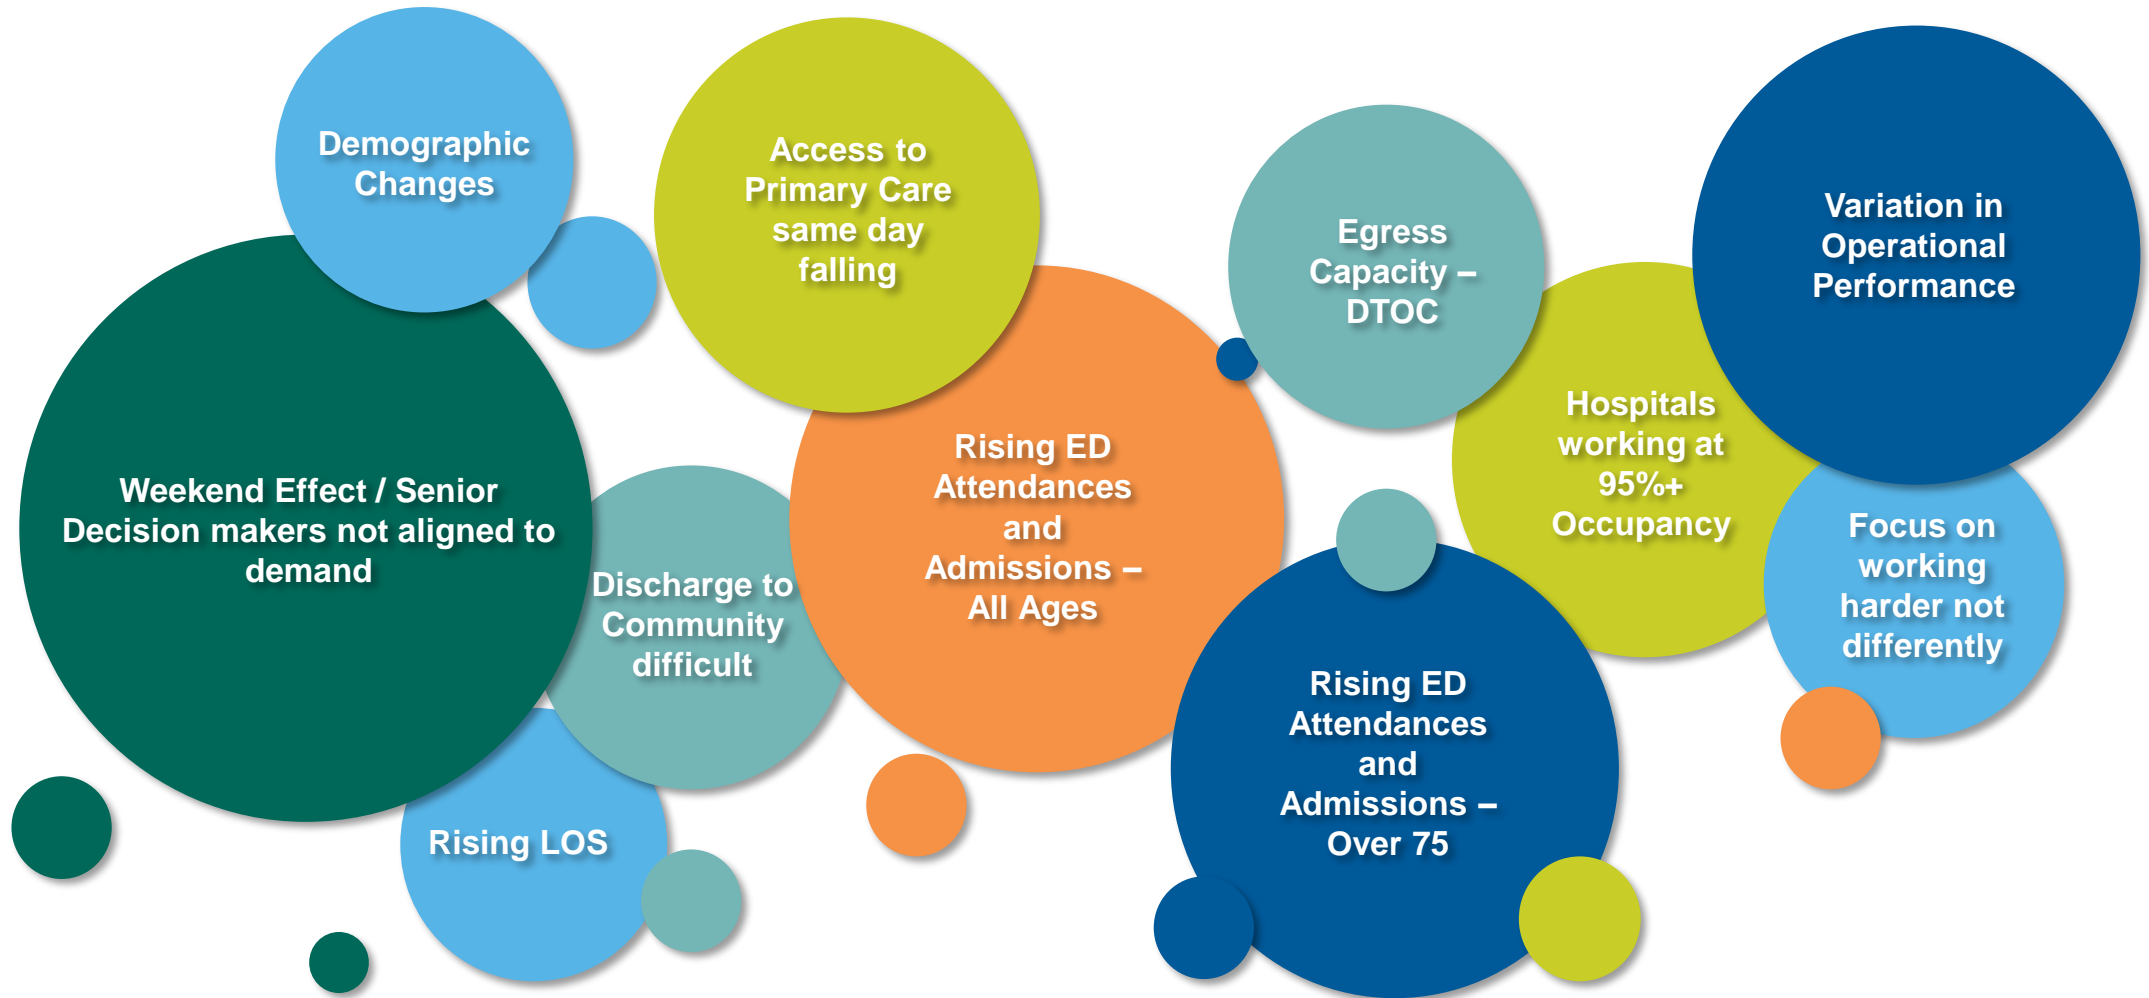 Demographic
Changes
Access to
Primary Care
same day
falling
Egress
Capacity –
DTOC
Variation in
Operational
Performance
Weekend Effect / Senior
Decision makers not aligned to
demand
Discharge to
Community
difficult
Rising ED
Attendances
and
Admissions –
All Ages
Hospitals
working at
95%+
Occupancy
Focus on
working
harder not
differently
Rising LOS
Rising ED
Attendances
and
Admissions –
Over 75